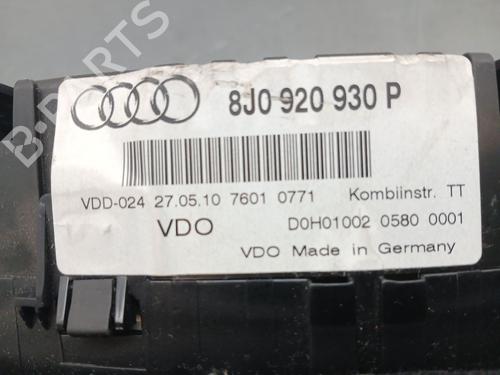 B-PARTS
8J0 920 930 P
VDD-024 27.05.10 7601 0771 Kombiinstr. TT
VDO D0H01002 0580 0001
VDO Made in Germany